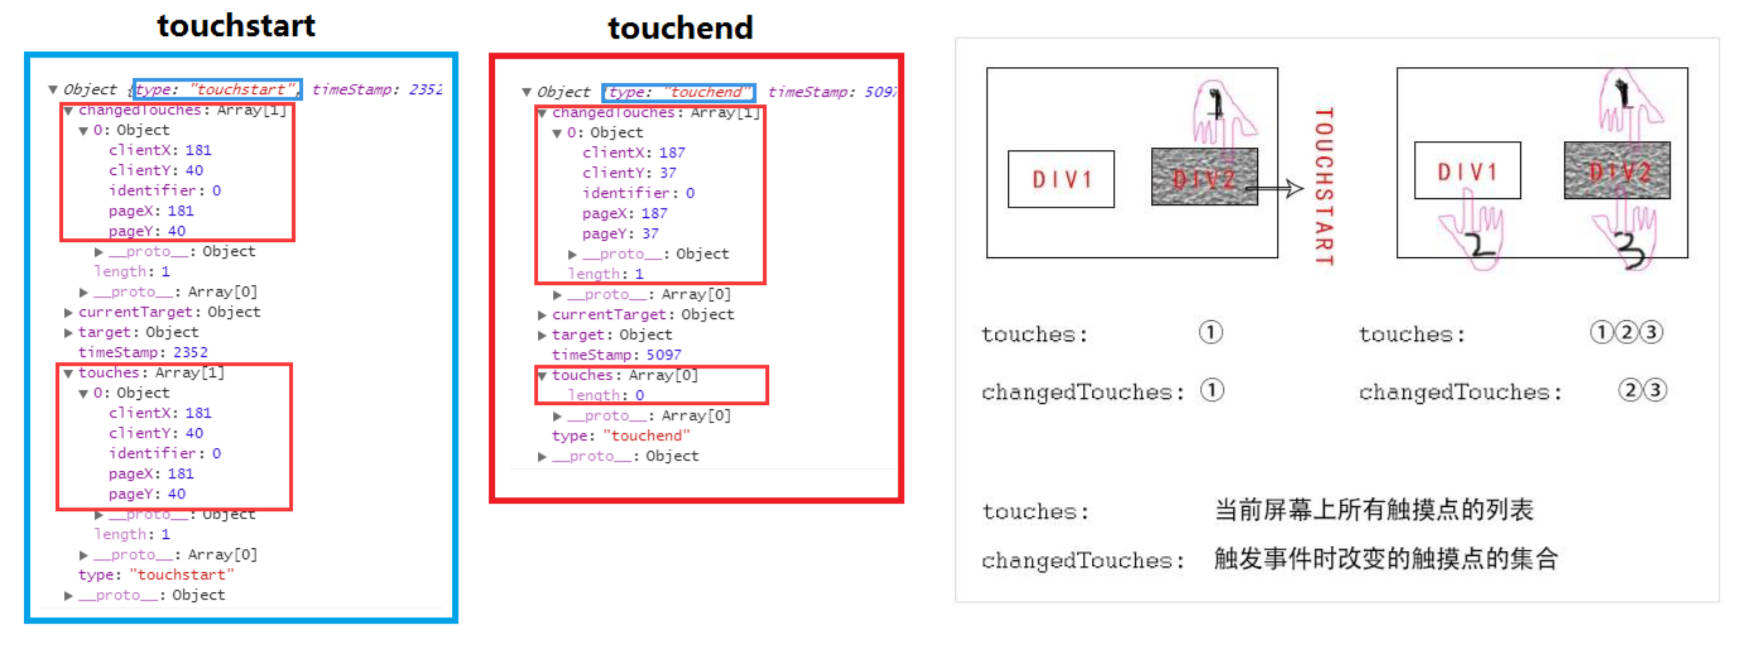 touchstart
▼ Object {type: "touchstart", timeStamp: 2352
▼ changedTouches: Array[1]
▼ 0: Object
clientX: 181
clientY: 40
identifier: 0
pageX: 181
pageY: 40
▶ __proto__: Object
length: 1
▶ __proto__: Array[0]
▶ currentTarget: Object
▶ target: Object
timeStamp: 2352
▼ touches: Array[1]
▼ 0: Object
clientX: 181
clientY: 40
identifier: 0
pageX: 181
pageY: 40
▶ __proto__: Object
length: 1
▶ __proto__: Array[0]
type: "touchstart"
▶ __proto__: Object
touchend
▼ Object {type: "touchend" timeStamp: 5097
▼ changedTouches: Array[1]
▼ 0: Object
clientX: 187
clientY: 37
identifier: 0
pageX: 187
pageY: 37
▶ __proto__: Object
length: 1
▶ __proto__: Array[0]
▶ currentTarget: Object
▶ target: Object
timeStamp: 5097
▼ touches: Array[0]
length: 0
▶ __proto__: Array[0]
type: "touchend"
▶ __proto__: Object
1
DIV1
DIV2
TOUCHSTART
1
DIV1
DIV2
2
3
touches: ①
changedTouches: ①
touches: ①②③
changedTouches: ②③
touches: 当前屏幕上所有触摸点的列表
changedTouches: 触发事件时改变的触摸点的集合